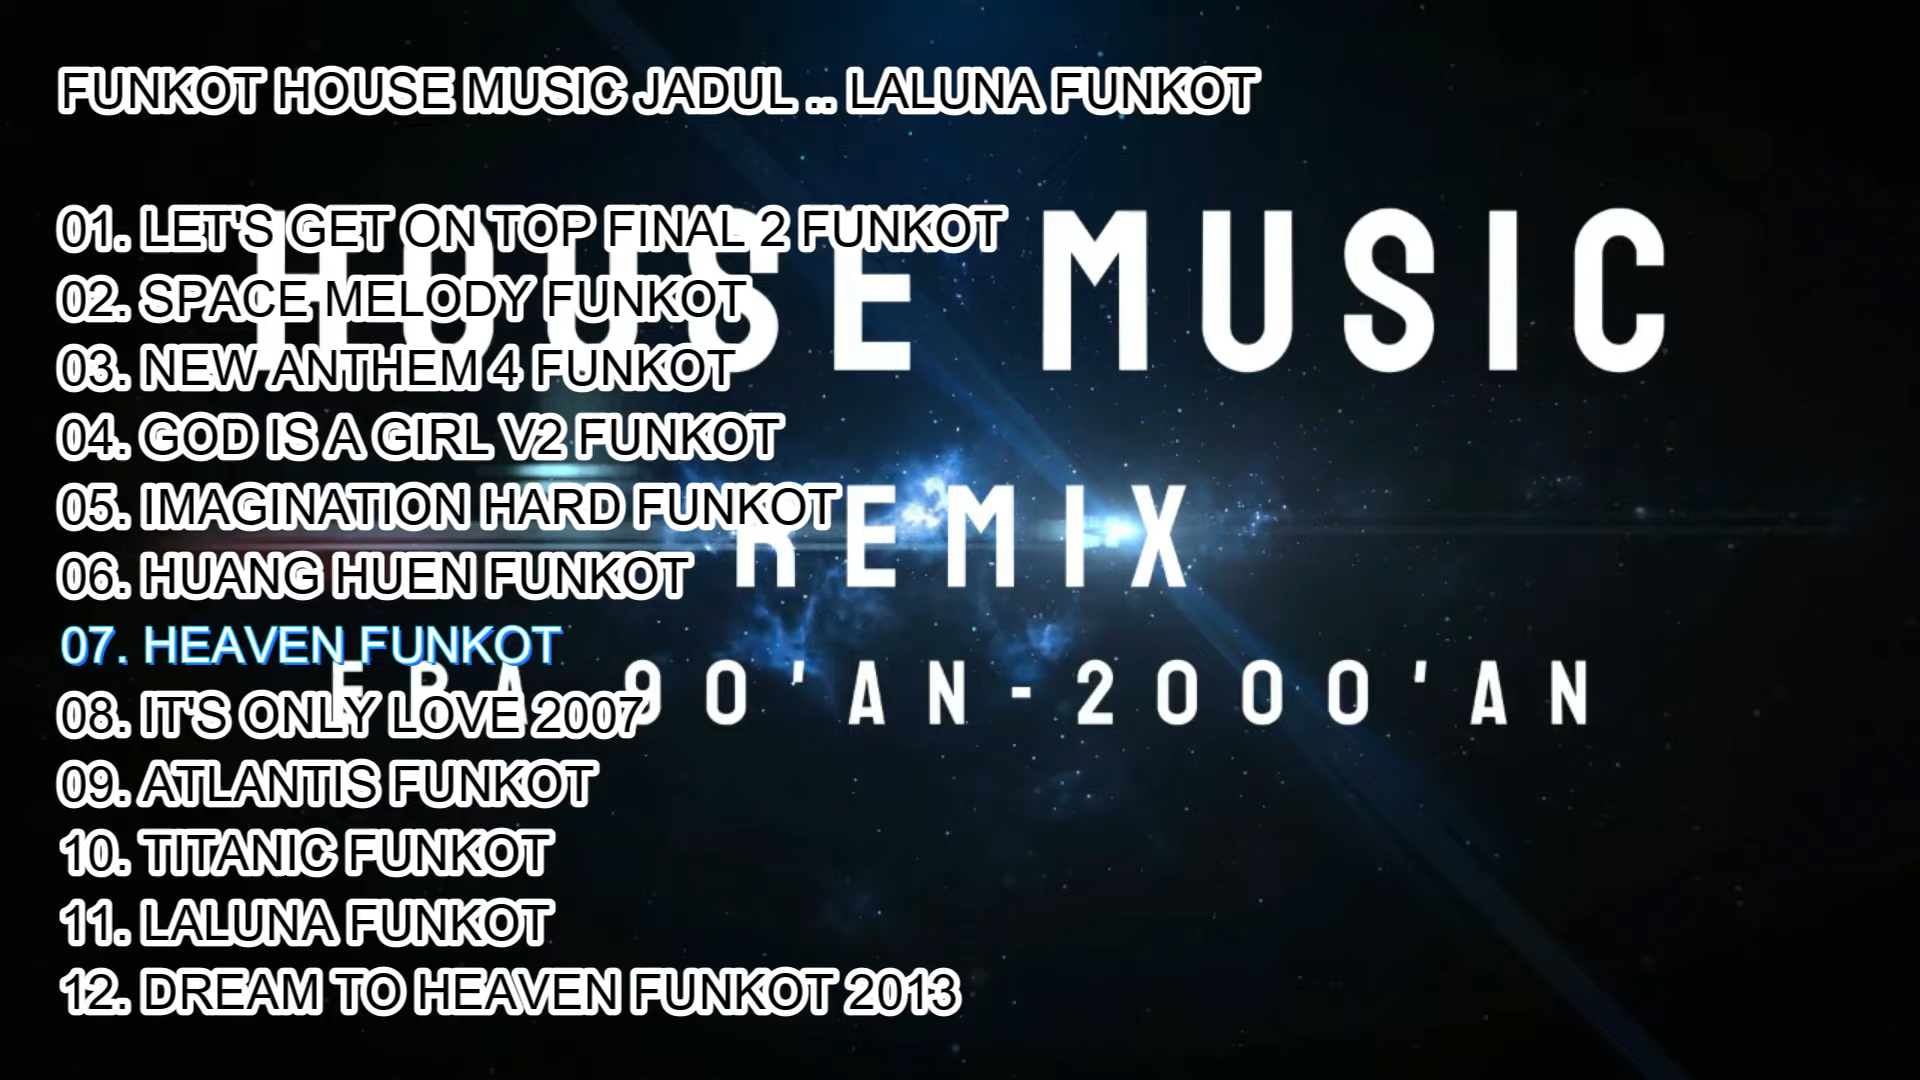 FUNKOT HOUSE MUSIC JADUL .. LALUNA FUNKOT
01. LET'S GET ON TOP FINAL 2 FUNKOT
02. SPACE MELODY FUNKOT
03. NEW ANTHEM 4 FUNKOT
04. GOD IS A GIRL V2 FUNKOT
05. IMAGINATION HARD FUNKOT
06. HUANG HUEN FUNKOT
07. HEAVEN FUNKOT
08. IT'S ONLY LOVE 2007
09. ATLANTIS FUNKOT
10. TITANIC FUNKOT
11. LALUNA FUNKOT
12. DREAM TO HEAVEN FUNKOT 2013
HOUSE MUSIC
REMIX
ERA 90'AN-2000'AN